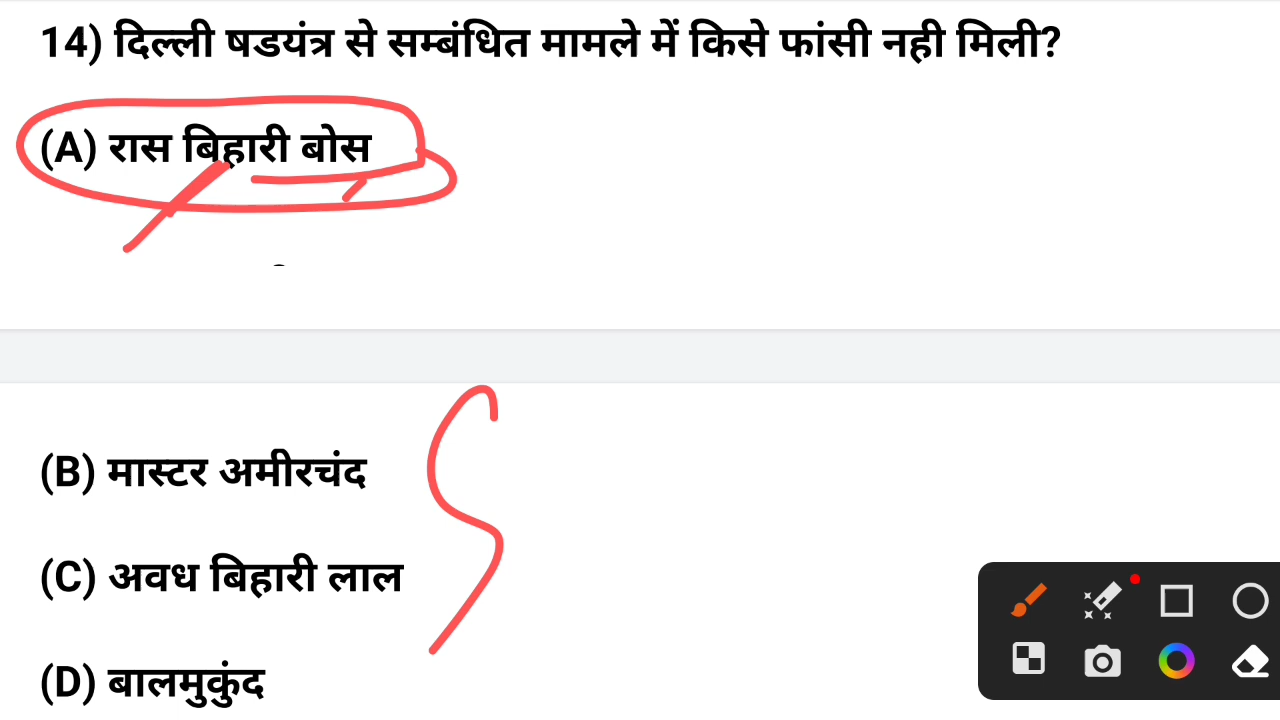 14) दिल्ली षडयंत्र से सम्बंधित मामले में किसे फांसी नही मिली?
(A) रास बिहारी बोस
(B) मास्टर अमीरचंद
(C) अवध बिहारी लाल
(D) बालमुकुंद